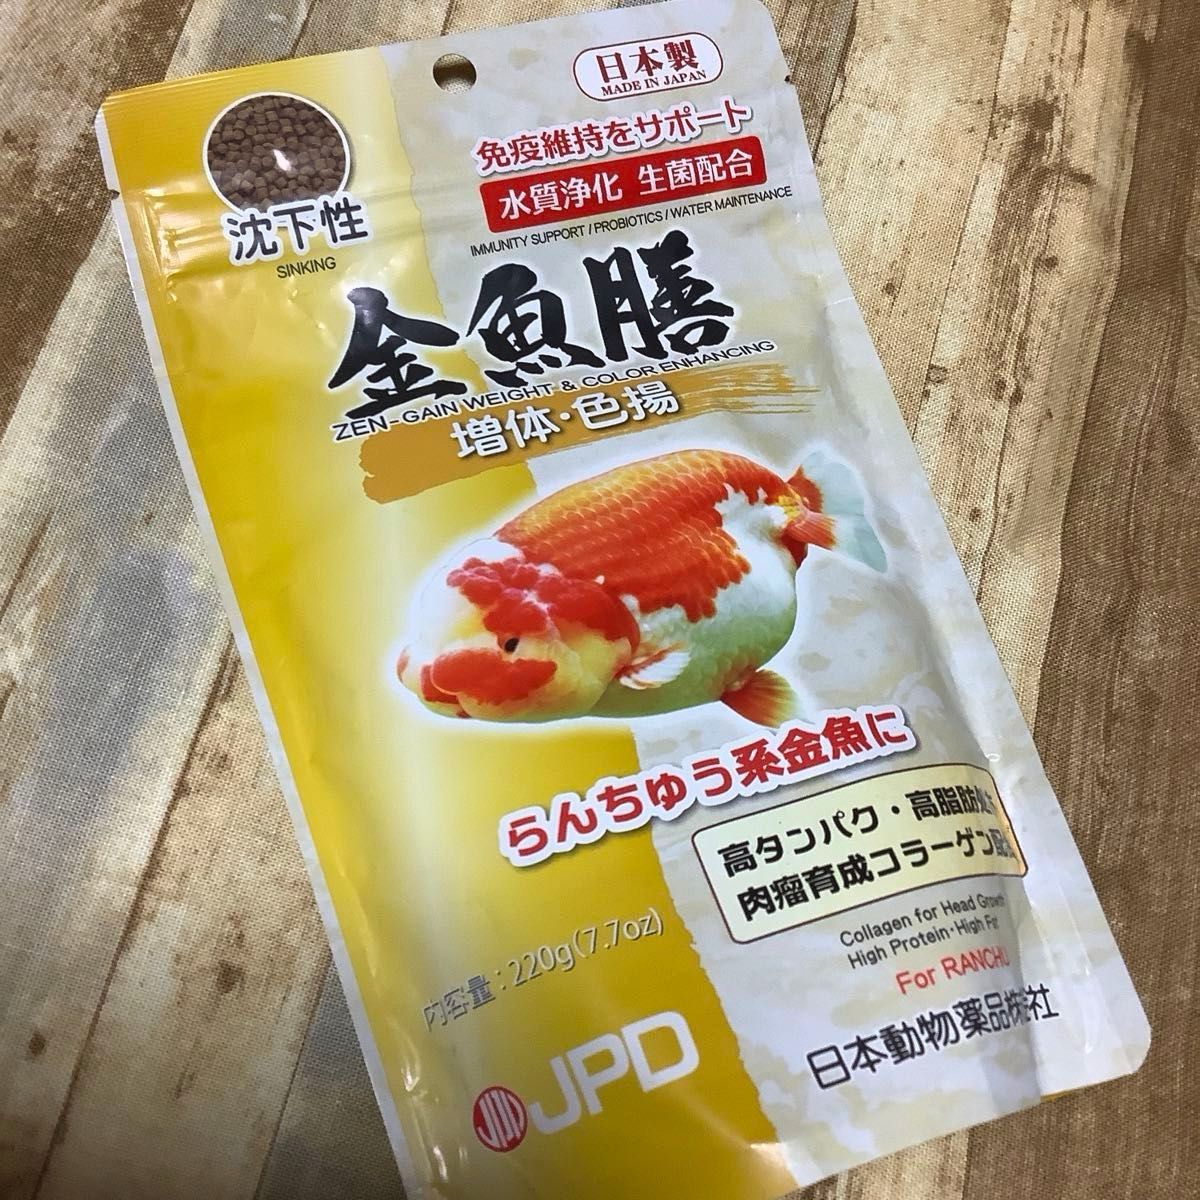 日本製
MADE IN JAPAN
免疫維持をサポート
水質浄化 生菌配合
IMMUNITY SUPPORT / PROBIOTICS / WATER MAINTENANCE
沈下性
SINKING
金魚膳
ZEN-GAIN WEIGHT & COLOR ENHANCING
増体・色揚
らんちゅう系金魚に
高タンパク・高脂肪
肉瘤育成コラーゲン配
Collagen for Head Growth
High Protein・High Fat
For RANCHU
内容量：220g(7.7oz)
JPD
日本動物薬品株式会社